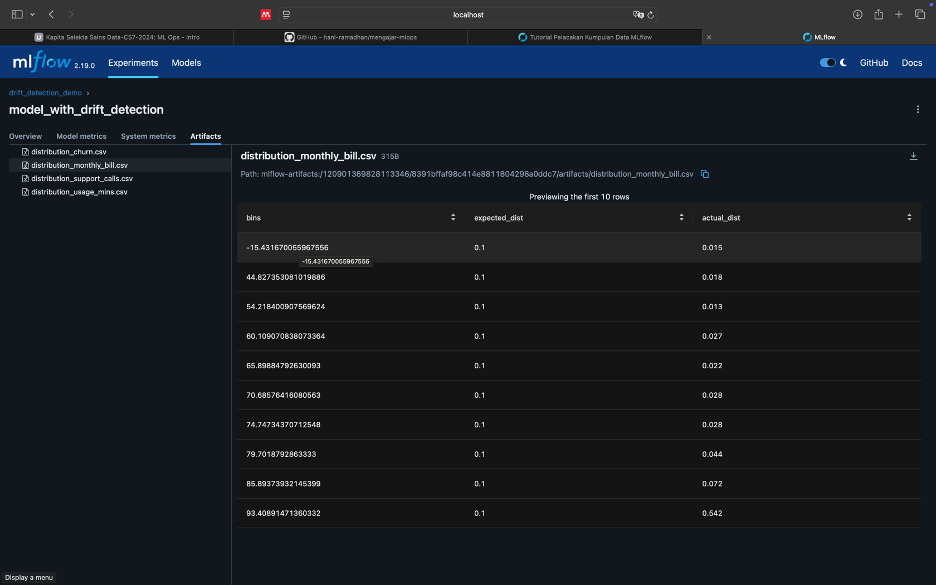 localhost
Kapita Selekta Sains Data-CS7-2024: ML Ops - Intro
GitHub - hani-ramadhan/mengajar-mlops
Tutorial Pelacakan Kumpulan Data MLflow
MLflow
mlflow 2.19.0 Experiments Models GitHub Docs
drift_detection_demo
model_with_drift_detection
Overview Model metrics System metrics Artifacts
distribution_churn.csv
distribution_monthly_bill.csv
distribution_support_calls.csv
distribution_usage_mins.csv
distribution_monthly_bill.csv 315B
Path: mlflow-artifacts:/120901369828113346/8391bffaf98c414e8811804298a0ddc7/artifacts/distribution_monthly_bill.csv
Previewing the first 10 rows
bins expected_dist actual_dist
-15.431670055967556 0.1 0.015
-15.431670055967556
44.827353081019886 0.1 0.018
54.218400907569624 0.1 0.013
60.109070838073364 0.1 0.027
65.89884792630093 0.1 0.022
70.68576416080563 0.1 0.028
74.74734370712548 0.1 0.028
79.7018792863333 0.1 0.044
85.89373932145399 0.1 0.072
93.40891471360332 0.1 0.542
Display a menu